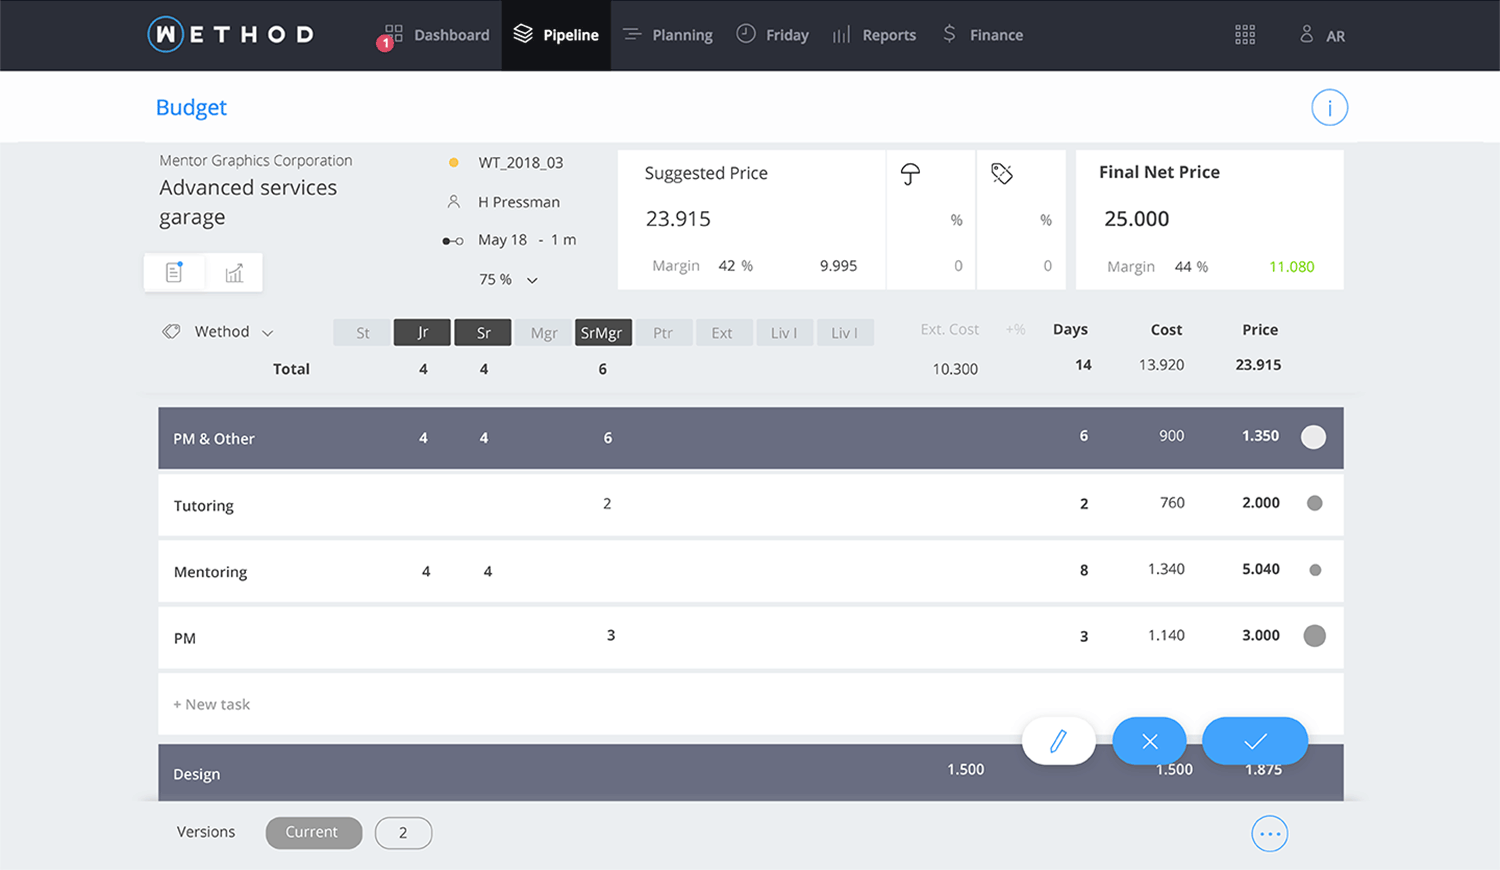 WETHOD
1 Dashboard Pipeline Planning Friday Reports $ Finance AR
Budget i
Mentor Graphics Corporation
Advanced services
garage
WT_2018_03
H Pressman
May 18 - 1 m
75 %
Suggested Price
23.915
Margin 42 % 9.995
%
0
%
0
Final Net Price
25.000
Margin 44 % 11.080
Wethod St Jr Sr Mgr SrMgr Ptr Ext Liv I Liv I Ext. Cost +% Days Cost Price
Total 4 4 6 10.300 14 13.920 23.915
PM & Other 4 4 6 6 900 1.350
Tutoring 2 2 760 2.000
Mentoring 4 4 8 1.340 5.040
PM 3 3 1.140 3.000
+ New task
Design 1.500 1.500 1.875
Versions Current 2